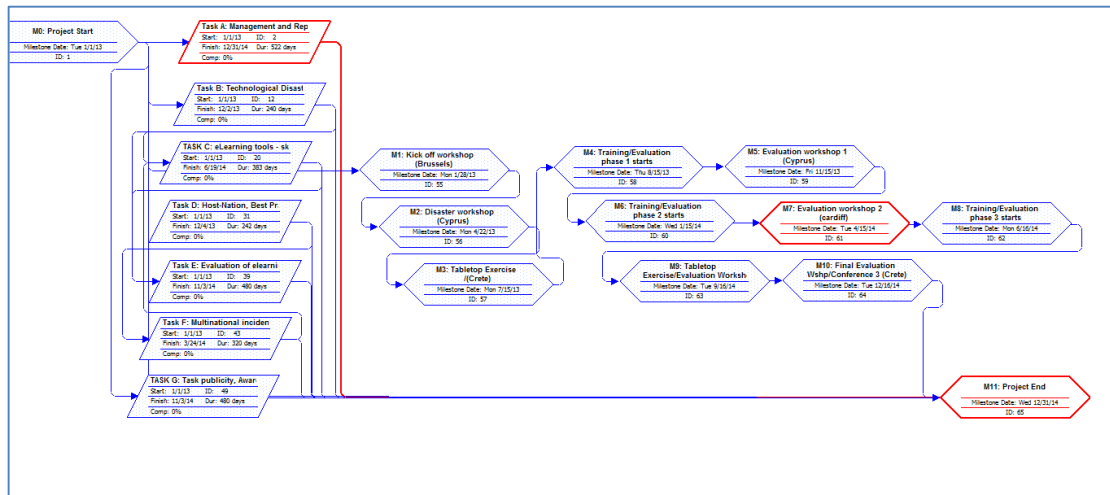 M0: Project Start
Milestone Date: Tue 1/1/13
ID: 1
Task A: Management and Rep
Start: 1/1/13 ID: 2
Finish: 12/31/14 Dur: 522 days
Comp: 0%
Task B: Technological Disast
Start: 1/1/13 ID: 12
Finish: 12/2/13 Dur: 240 days
Comp: 0%
TASK C: eLearning tools - sk
Start: 1/1/13 ID: 20
Finish: 6/19/14 Dur: 383 days
Comp: 0%
Task D: Host-Nation, Best Pr
Start: 1/1/13 ID: 31
Finish: 12/4/13 Dur: 242 days
Comp: 0%
Task E: Evaluation of elearni
Start: 1/1/13 ID: 39
Finish: 11/3/14 Dur: 480 days
Comp: 0%
Task F: Multinational inciden
Start: 1/1/13 ID: 43
Finish: 3/24/14 Dur: 320 days
Comp: 0%
TASK G: Task publicity, Awar
Start: 1/1/13 ID: 49
Finish: 11/3/14 Dur: 480 days
Comp: 0%
M1: Kick off workshop
(Brussels)
Milestone Date: Mon 1/28/13
ID: 55
M2: Disaster workshop
(Cyprus)
Milestone Date: Mon 4/22/13
ID: 56
M3: Tabletop Exercise
/(Crete)
Milestone Date: Mon 7/15/13
ID: 57
M4: Training/Evaluation
phase 1 starts
Milestone Date: Thu 8/15/13
ID: 58
M5: Evaluation workshop 1
(Cyprus)
Milestone Date: Fri 11/15/13
ID: 59
M6: Training/Evaluation
phase 2 starts
Milestone Date: Wed 1/15/14
ID: 60
M7: Evaluation workshop 2
(cardiff)
Milestone Date: Tue 4/15/14
ID: 61
M8: Training/Evaluation
phase 3 starts
Milestone Date: Mon 6/16/14
ID: 62
M9: Tabletop
Exercise/Evaluation Worksh
Milestone Date: Tue 9/16/14
ID: 63
M10: Final Evaluation
Wshp/Conference 3 (Crete)
Milestone Date: Tue 12/16/14
ID: 64
M11: Project End
Milestone Date: Wed 12/31/14
ID: 65